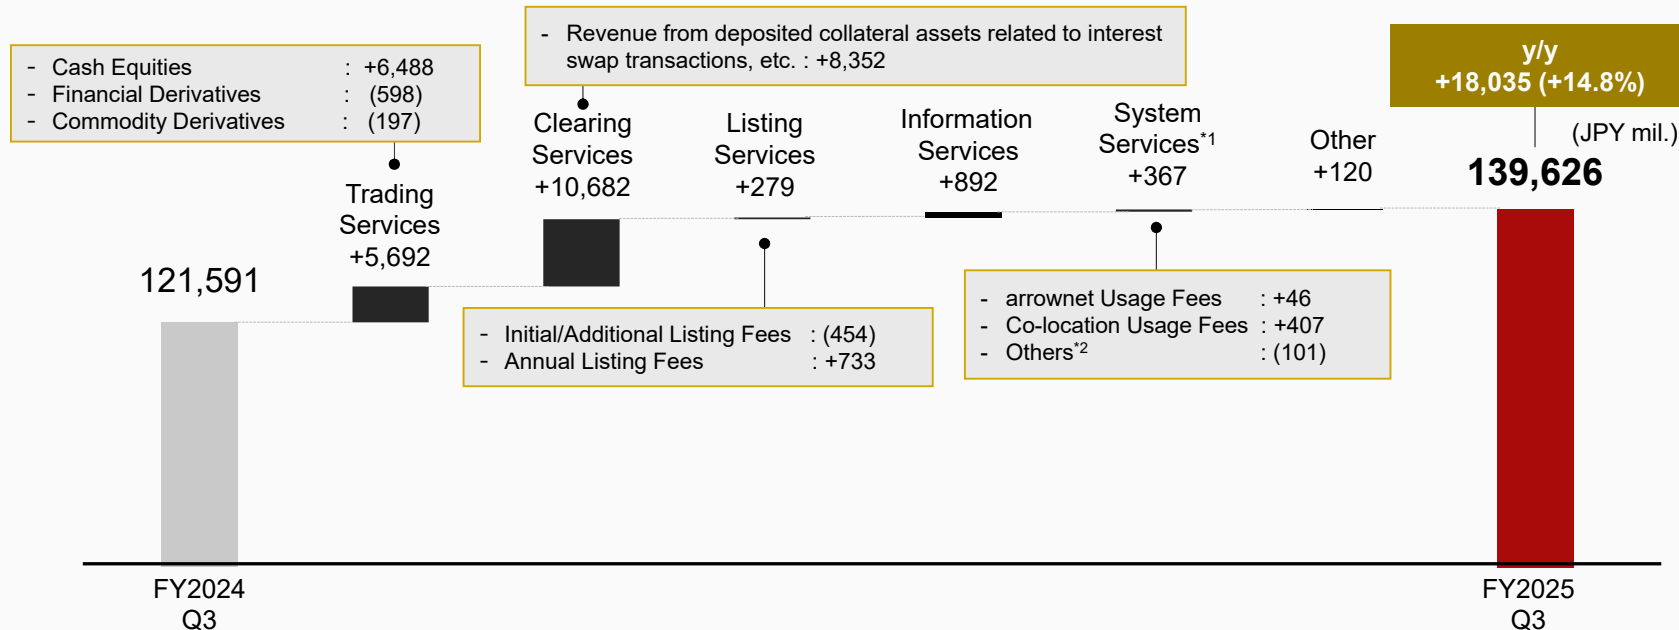 - Cash Equities : +6,488
- Financial Derivatives : (598)
- Commodity Derivatives : (197)
- Revenue from deposited collateral assets related to interest
swap transactions, etc. : +8,352
y/y
+18,035 (+14.8%)
(JPY mil.)
121,591
Trading
Services
+5,692
Clearing
Services
+10,682
Listing
Services
+279
Information
Services
+892
System
Services*1
+367
Other
+120
139,626
- Initial/Additional Listing Fees : (454)
- Annual Listing Fees : +733
- arrownet Usage Fees : +46
- Co-location Usage Fees : +407
- Others*2 : (101)
FY2024
Q3
FY2025
Q3